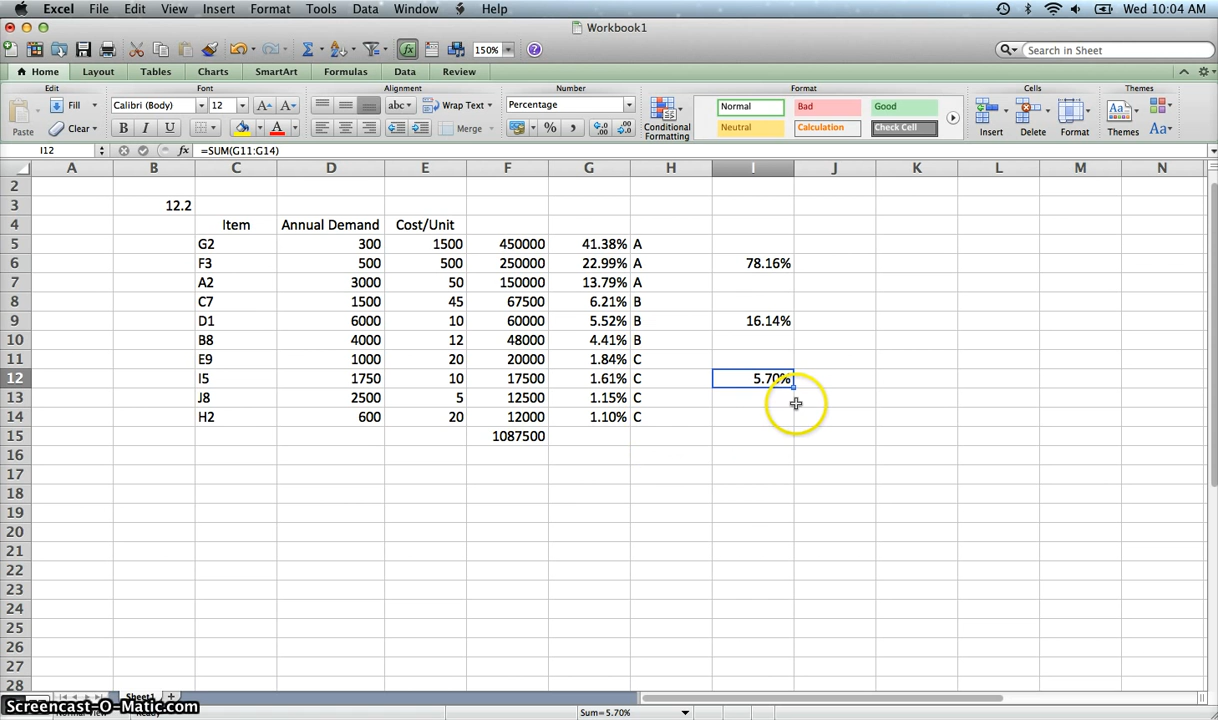 Excel File Edit View Insert Format Tools Data Window Help Wed 10:04 AM
Workbook1
150% Search in Sheet
Home Layout Tables Charts SmartArt Formulas Data Review
Edit Font Alignment Number Format Cells Themes
Fill Calibri (Body) 12 abc Wrap Text Percentage Normal Bad Good
Paste Clear B I U A Merge % Conditional Formatting Neutral Calculation Check Cell Insert Delete Format Themes Aa
I12 fx =SUM(G11:G14)
A B C D E F G H I J K L M N
2
3 12.2
4 Item Annual Demand Cost/Unit
5 G2 300 1500 450000 41.38% A
6 F3 500 500 250000 22.99% A 78.16%
7 A2 3000 50 150000 13.79% A
8 C7 1500 45 67500 6.21% B
9 D1 6000 10 60000 5.52% B 16.14%
10 B8 4000 12 48000 4.41% B
11 E9 1000 20 20000 1.84% C
12 I5 1750 10 17500 1.61% C 5.70%
13 J8 2500 5 12500 1.15% C
14 H2 600 20 12000 1.10% C
15 1087500
16
17
18
19
20
21
22
23
24
25
26
27
28
Sheet1
Screencast-O-Matic.com Sum=5.70%